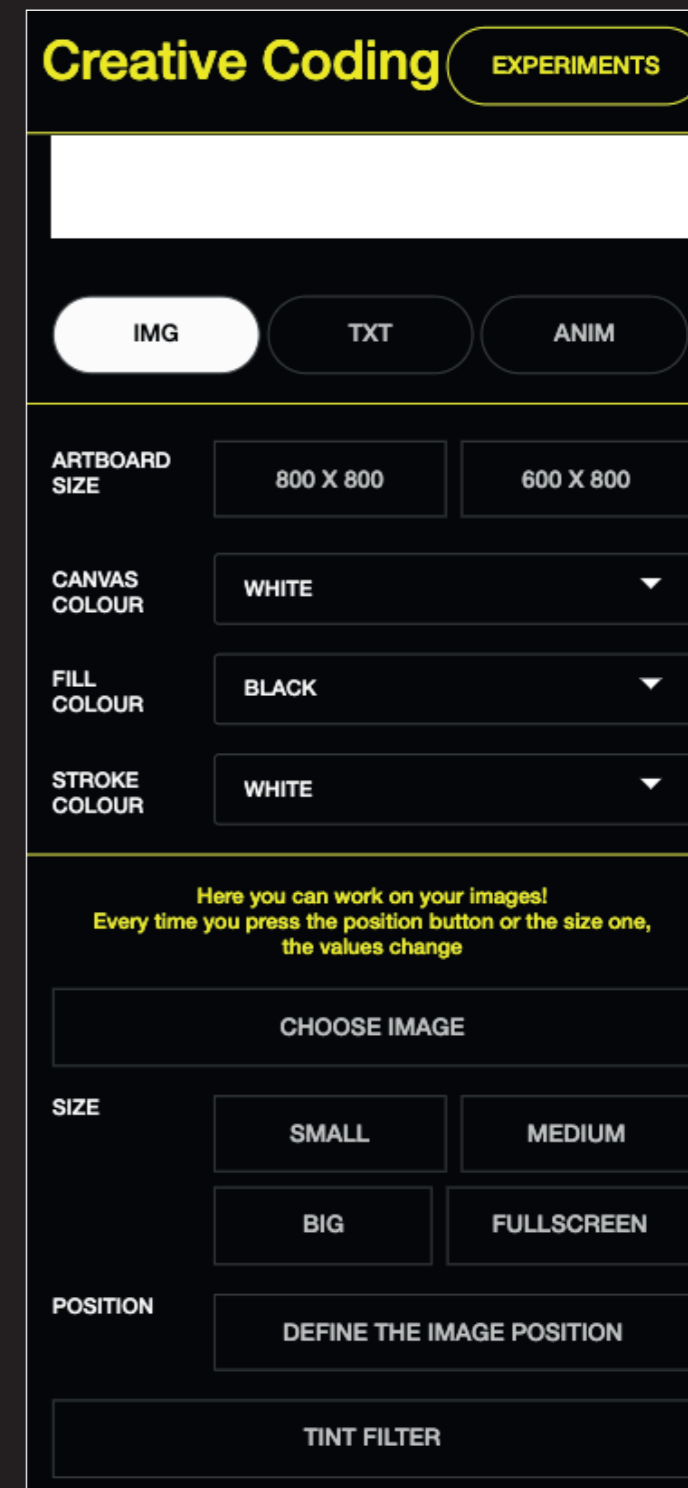 Creative Coding EXPERIMENTS
IMG TXT ANIM
ARTBOARD
SIZE
800 X 800 600 X 800
CANVAS
COLOUR
WHITE
FILL
COLOUR
BLACK
STROKE
COLOUR
WHITE
Here you can work on your images!
Every time you press the position button or the size one,
the values change
CHOOSE IMAGE
SIZE
SMALL MEDIUM
BIG FULLSCREEN
POSITION
DEFINE THE IMAGE POSITION
TINT FILTER